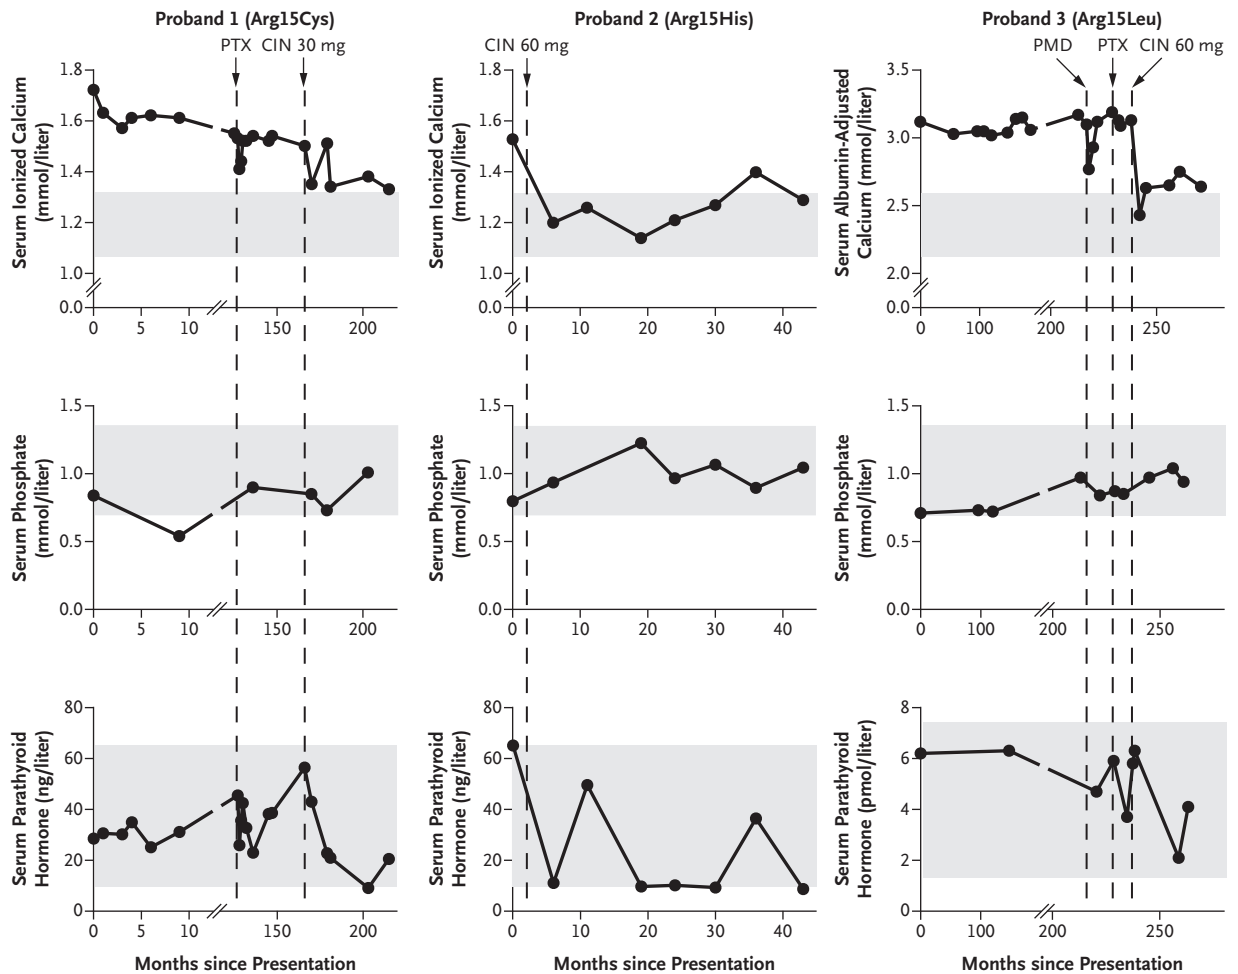 Proband 1 (Arg15Cys)
PTX CIN 30 mg
Serum Ionized Calcium
(mmol/liter)
1.8
1.6
1.4
1.2
1.0
0.0
0 5 10 150 200
Proband 2 (Arg15His)
CIN 60 mg
Serum Ionized Calcium
(mmol/liter)
1.8
1.6
1.4
1.2
1.0
0.0
0 10 20 30 40
Proband 3 (Arg15Leu)
PMD PTX CIN 60 mg
Serum Albumin-Adjusted
Calcium (mmol/liter)
3.5
3.0
2.5
2.0
0.0
0 100 200 250
Serum Phosphate
(mmol/liter)
1.5
1.0
0.5
0.0
0 5 10 150 200
Serum Phosphate
(mmol/liter)
1.5
1.0
0.5
0.0
0 10 20 30 40
Serum Phosphate
(mmol/liter)
1.5
1.0
0.5
0.0
0 100 200 250
Serum Parathyroid
Hormone (ng/liter)
80
60
40
20
0
0 5 10 150 200
Months since Presentation
Serum Parathyroid
Hormone (ng/liter)
80
60
40
20
0
0 10 20 30 40
Months since Presentation
Serum Parathyroid
Hormone (pmol/liter)
8
6
4
2
0
0 100 200 250
Months since Presentation